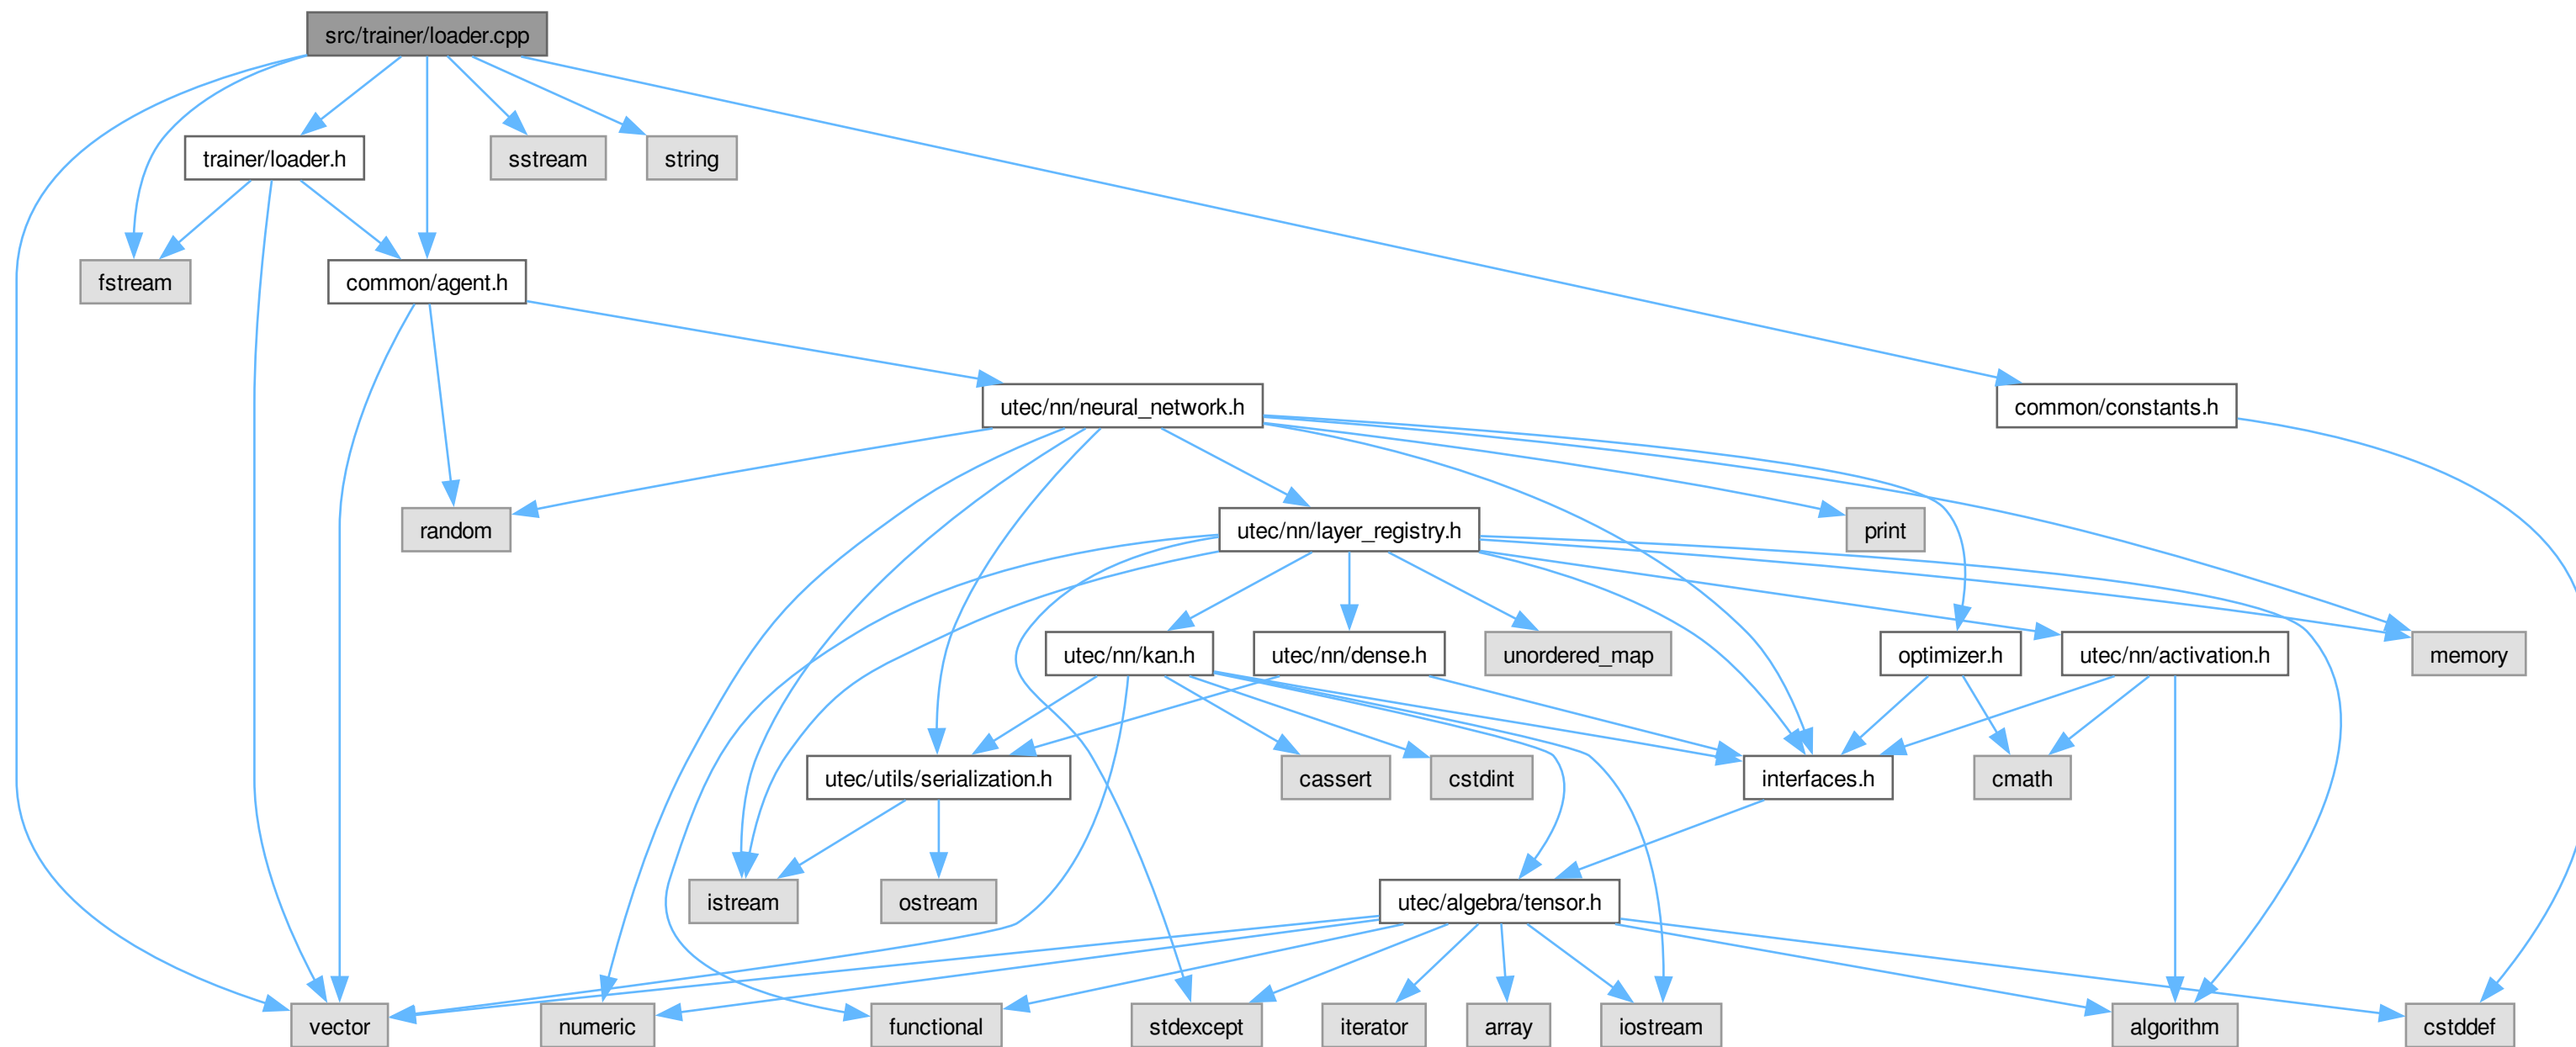 src/trainer/loader.cpp
trainer/loader.h
sstream
string
fstream
common/agent.h
utec/nn/neural_network.h
common/constants.h
random
utec/nn/layer_registry.h
print
utec/nn/kan.h
utec/nn/dense.h
unordered_map
optimizer.h
utec/nn/activation.h
memory
utec/utils/serialization.h
cassert
cstdint
interfaces.h
cmath
istream
ostream
utec/algebra/tensor.h
vector
numeric
functional
stdexcept
iterator
array
iostream
algorithm
cstddef